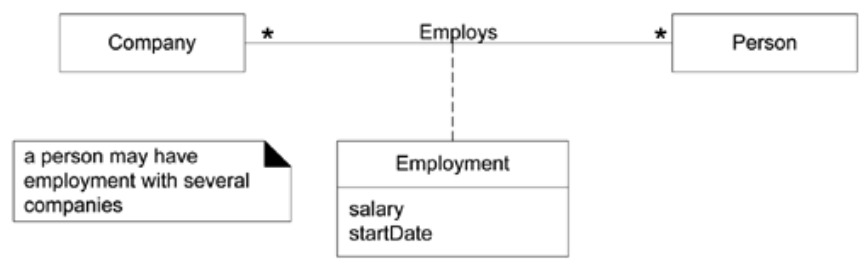 Company
*
Employs
*
Person
a person may have
employment with several
companies
Employment
salary
startDate